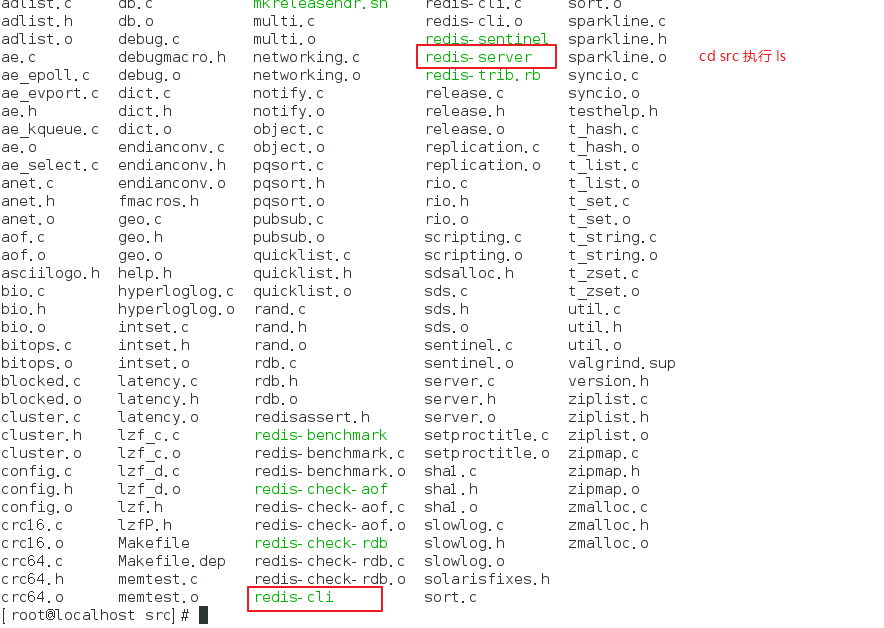 adlist.c db.c mkreleasehdr.sh redis-cli.c sort.o
adlist.h db.o multi.c redis-cli.o sparkline.c
adlist.o debug.c multi.o redis-sentinel sparkline.h
ae.c debugmacro.h networking.c redis-server sparkline.o cd src 执行 ls
ae_epoll.c debug.o networking.o redis-trib.rb syncio.c
ae_evport.c dict.c notify.c release.c syncio.o
ae.h dict.h notify.o release.h testhelp.h
ae_kqueue.c dict.o object.c release.o t_hash.c
ae.o endianconv.c object.o replication.c t_hash.o
ae_select.c endianconv.h pqsort.c replication.o t_list.c
anet.c endianconv.o pqsort.h rio.c t_list.o
anet.h fmacros.h pqsort.o rio.h t_set.c
anet.o geo.c pubsub.c rio.o t_set.o
aof.c geo.h pubsub.o scripting.c t_string.c
aof.o geo.o quicklist.c scripting.o t_string.o
asciilogo.h help.h quicklist.h sdsalloc.h t_zset.c
bio.c hyperloglog.c quicklist.o sds.c t_zset.o
bio.h hyperloglog.o rand.c sds.h util.c
bio.o intset.c rand.h sds.o util.h
bitops.c intset.h rand.o sentinel.c util.o
bitops.o intset.o rdb.c sentinel.o valgrind.sup
blocked.c latency.c rdb.h server.c version.h
blocked.o latency.h rdb.o server.h ziplist.c
cluster.c latency.o redisassert.h server.o ziplist.h
cluster.h lzf_c.c redis-benchmark setproctitle.c ziplist.o
cluster.o lzf_c.o redis-benchmark.c setproctitle.o zipmap.c
config.c lzf_d.c redis-benchmark.o sha1.c zipmap.h
config.h lzf_d.o redis-check-aof sha1.h zipmap.o
config.o lzf.h redis-check-aof.c sha1.o zmalloc.c
crc16.c lzfP.h redis-check-aof.o slowlog.c zmalloc.h
crc16.o Makefile redis-check-rdb slowlog.h zmalloc.o
crc64.c Makefile.dep redis-check-rdb.c slowlog.o
crc64.h memtest.c redis-check-rdb.o solarisfixes.h
crc64.o memtest.o redis-cli sort.c
[root@localhost src]#